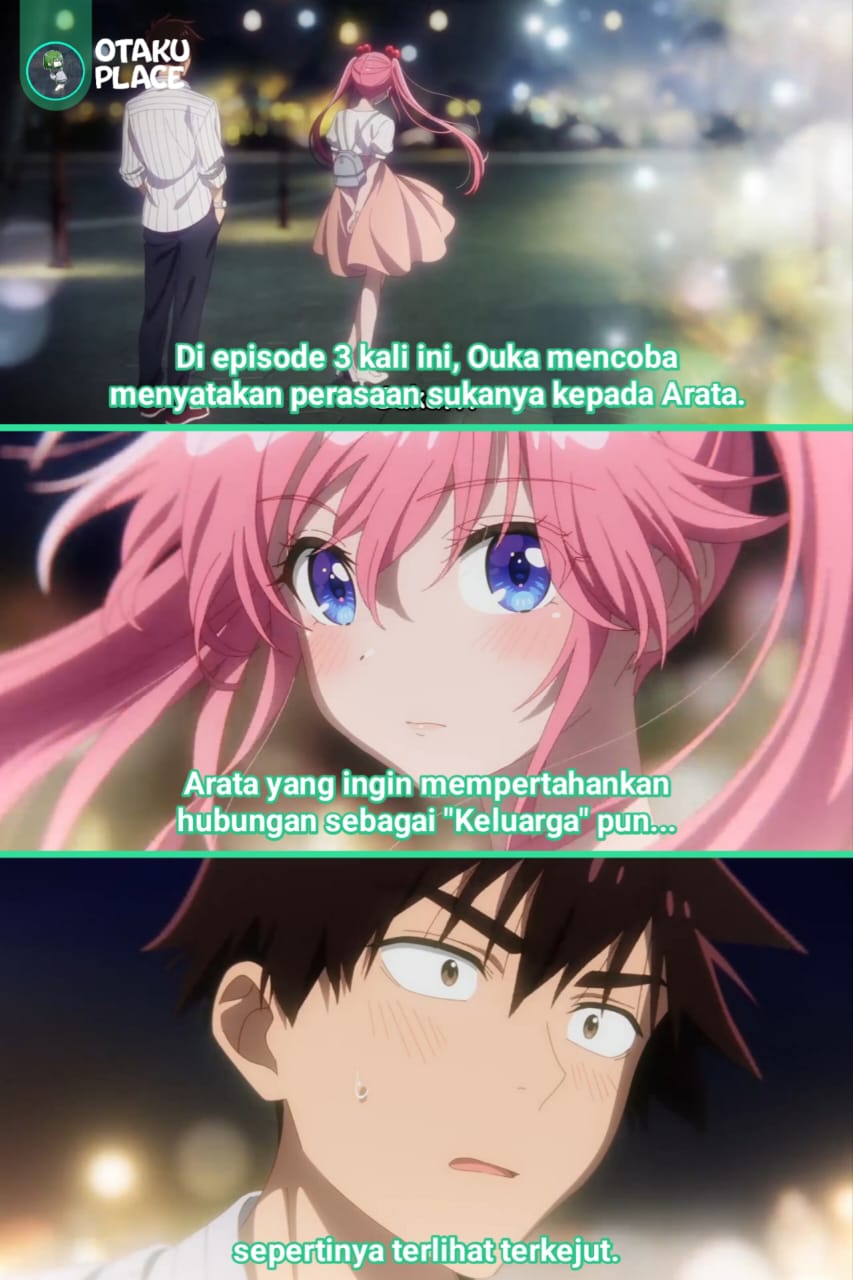 OTAKU
PLACE
Di episode 3 kali ini, Ouka mencoba
menyatakan perasaan sukanya kepada Arata.
Arata yang ingin mempertahankan
hubungan sebagai "Keluarga" pun...
sepertinya terlihat terkejut.